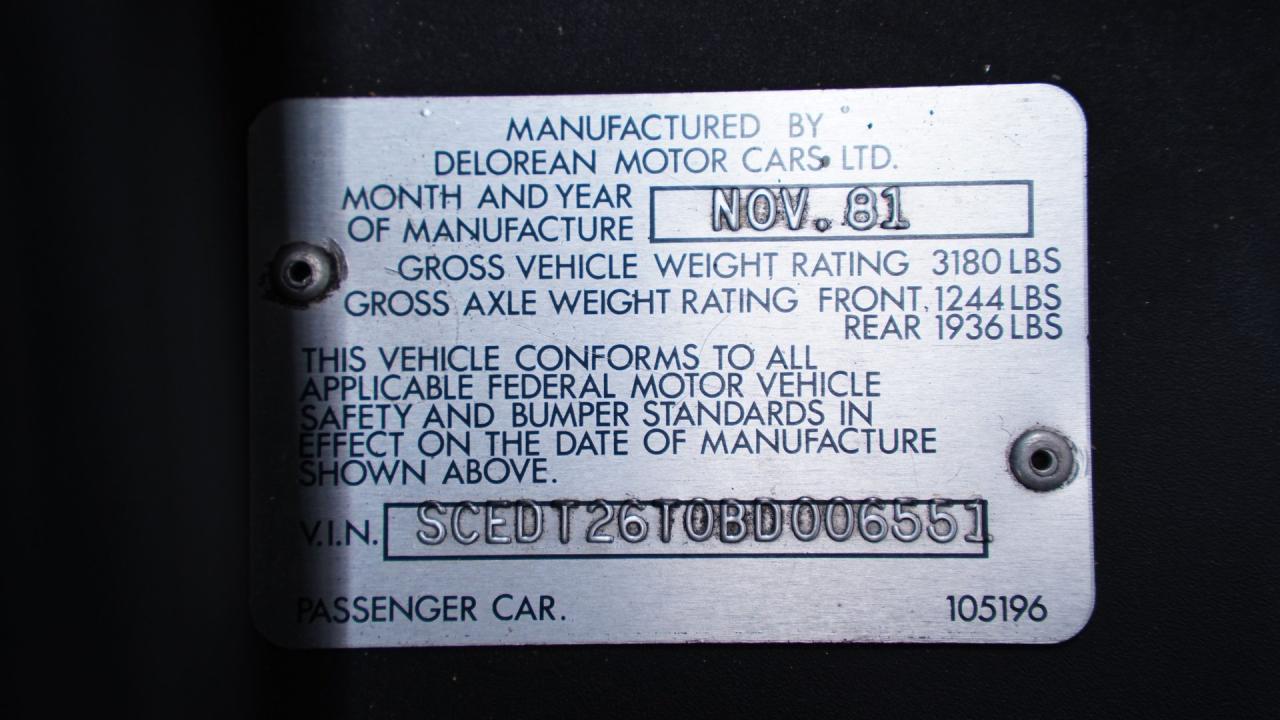 MANUFACTURED BY
DELOREAN MOTOR CARS LTD.
MONTH AND YEAR
OF MANUFACTURE NOV. 81
GROSS VEHICLE WEIGHT RATING 3180 LBS
GROSS AXLE WEIGHT RATING FRONT, 1244 LBS
REAR 1936 LBS
THIS VEHICLE CONFORMS TO ALL
APPLICABLE FEDERAL MOTOR VEHICLE
SAFETY AND BUMPER STANDARDS IN
EFFECT ON THE DATE OF MANUFACTURE
SHOWN ABOVE.
V.I.N. SCEDT26T0BD006551
PASSENGER CAR. 105196